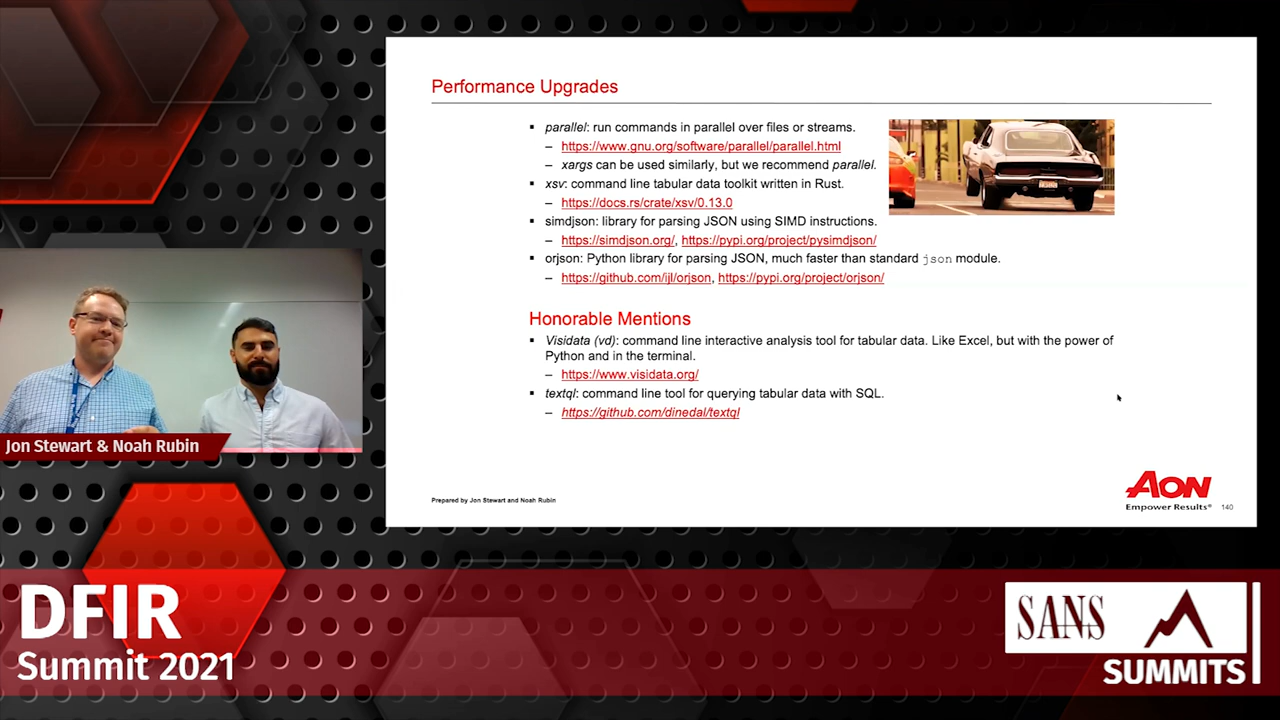 Performance Upgrades
▪ parallel: run commands in parallel over files or streams.
– https://www.gnu.org/software/parallel/parallel.html
– xargs can be used similarly, but we recommend parallel.
▪ xsv: command line tabular data toolkit written in Rust.
– https://docs.rs/crate/xsv/0.13.0
▪ simdjson: library for parsing JSON using SIMD instructions.
– https://simdjson.org/, https://pypi.org/project/pysimdjson/
▪ orjson: Python library for parsing JSON, much faster than standard json module.
– https://github.com/ijl/orjson, https://pypi.org/project/orjson/
Honorable Mentions
▪ Visidata (vd): command line interactive analysis tool for tabular data. Like Excel, but with the power of
Python and in the terminal.
– https://www.visidata.org/
▪ textql: command line tool for querying tabular data with SQL.
– https://github.com/dinedal/textql
Jon Stewart & Noah Rubin
Prepared by Jon Stewart and Noah Rubin
AON
Empower Results®
140
DFIR
Summit 2021
SANS
SUMMITS